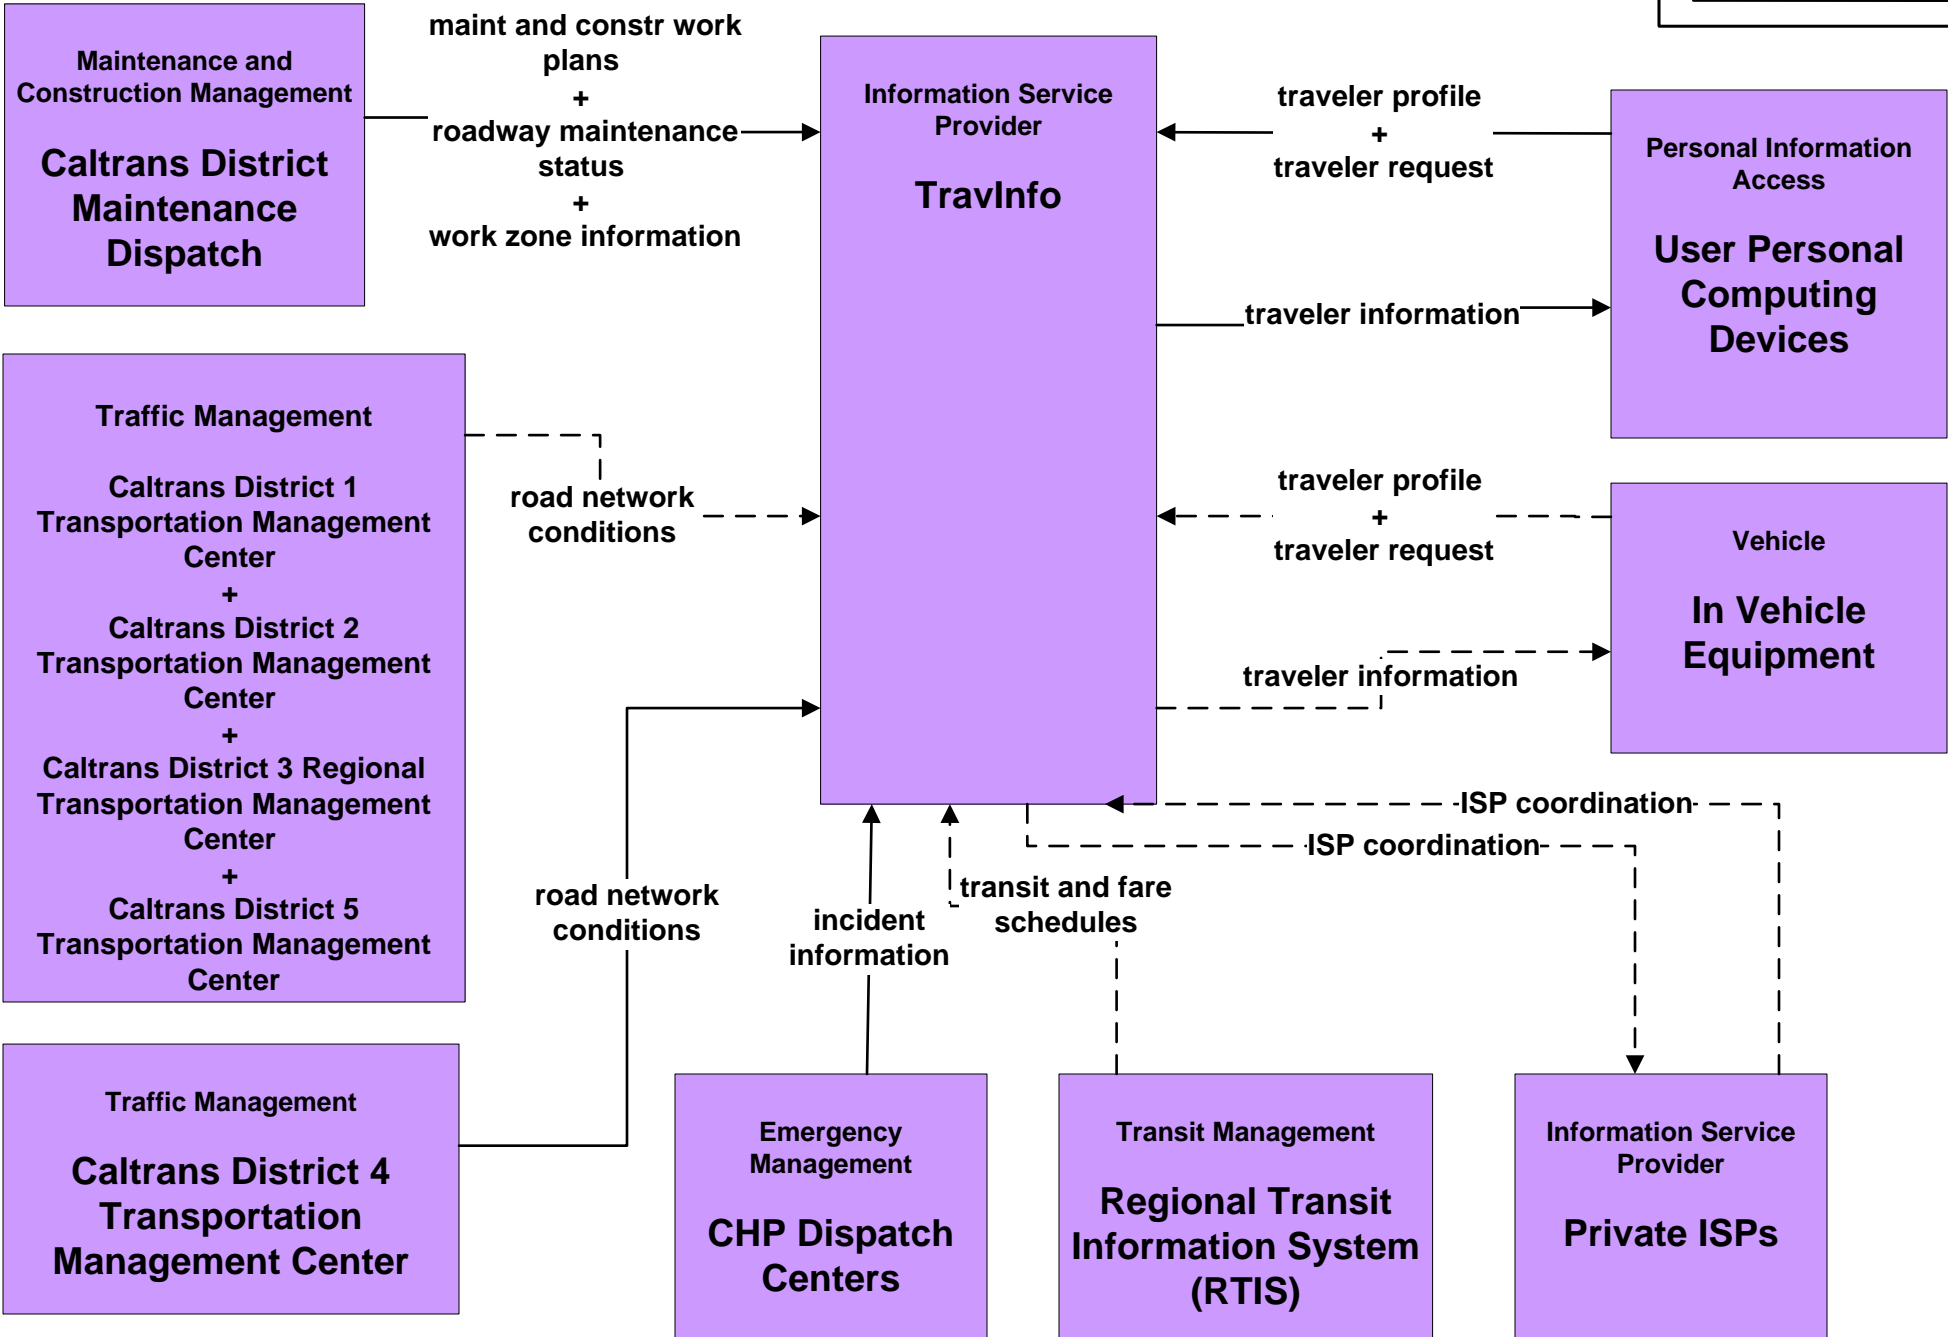 Maintenance and
Construction Management
Caltrans District
Maintenance
Dispatch
maint and constr work
plans
+
roadway maintenance
status
+
work zone information
Information Service
Provider
TravInfo
traveler profile
+
traveler request
traveler information
Personal Information
Access
User Personal
Computing
Devices
Traffic Management
Caltrans District 1
Transportation Management
Center
+
Caltrans District 2
Transportation Management
Center
+
Caltrans District 3 Regional
Transportation Management
Center
+
Caltrans District 5
Transportation Management
Center
road network
conditions
traveler profile
+
traveler request
traveler information
Vehicle
In Vehicle
Equipment
ISP coordination
ISP coordination
transit and fare
schedules
incident
information
road network
conditions
Traffic Management
Caltrans District 4
Transportation
Management Center
Emergency
Management
CHP Dispatch
Centers
Transit Management
Regional Transit
Information System
(RTIS)
Information Service
Provider
Private ISPs